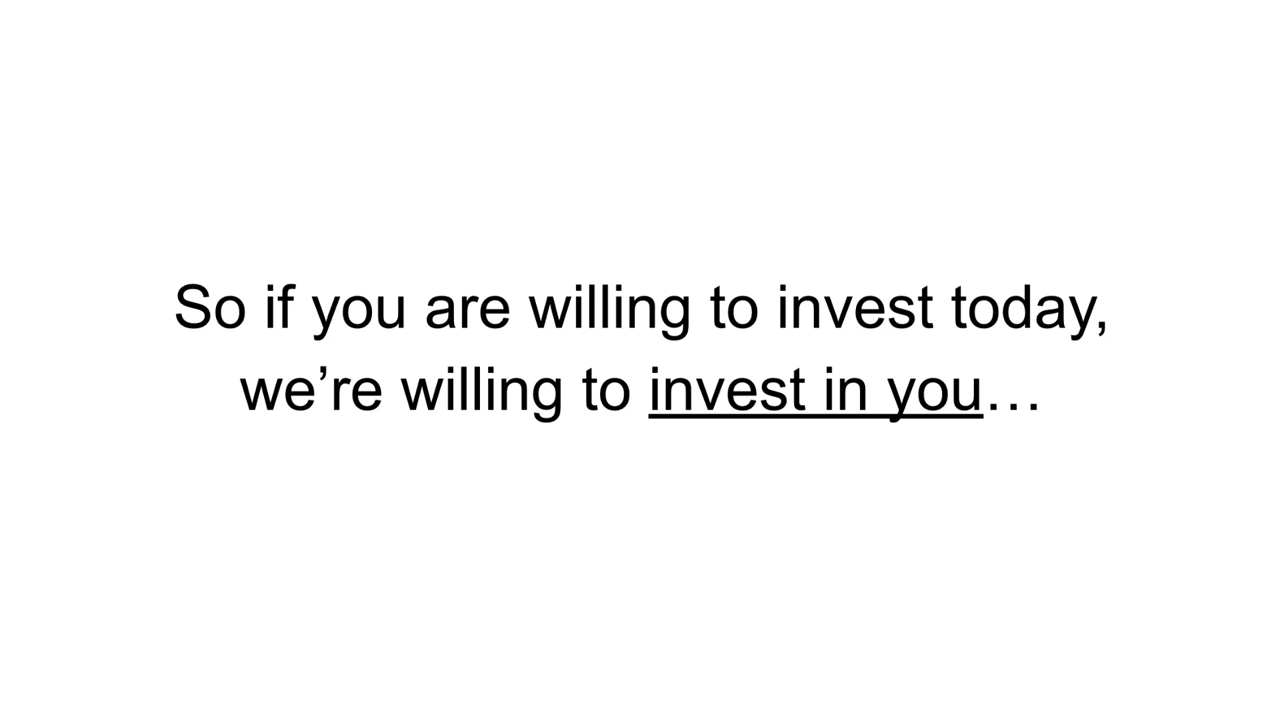 So if you are willing to invest today,
we’re willing to invest in you…